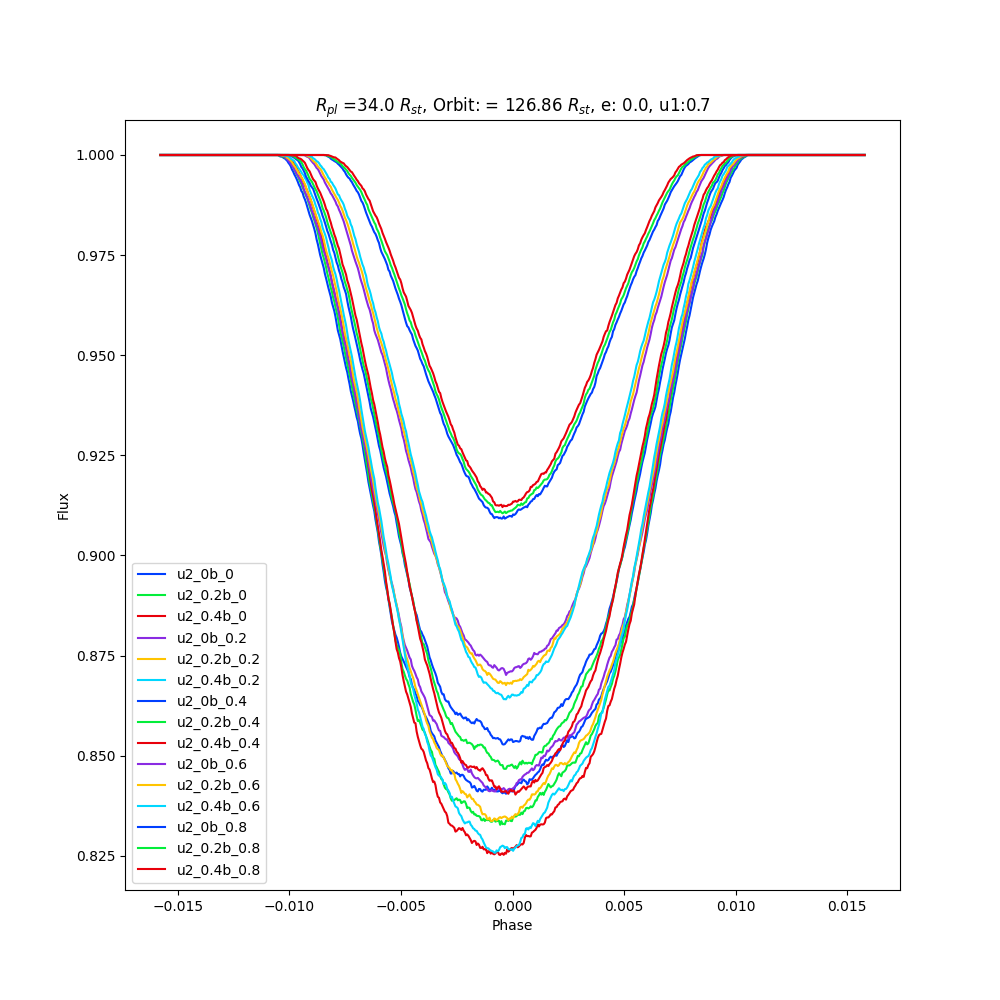 R_pl =34.0 R_st, Orbit: = 126.86 R_st, e: 0.0, u1:0.7
Flux
1.000
0.975
0.950
0.925
0.900
0.875
0.850
0.825
u2_0b_0
u2_0.2b_0
u2_0.4b_0
u2_0b_0.2
u2_0.2b_0.2
u2_0.4b_0.2
u2_0b_0.4
u2_0.2b_0.4
u2_0.4b_0.4
u2_0b_0.6
u2_0.2b_0.6
u2_0.4b_0.6
u2_0b_0.8
u2_0.2b_0.8
u2_0.4b_0.8
−0.015 −0.010 −0.005 0.000 0.005 0.010 0.015
Phase